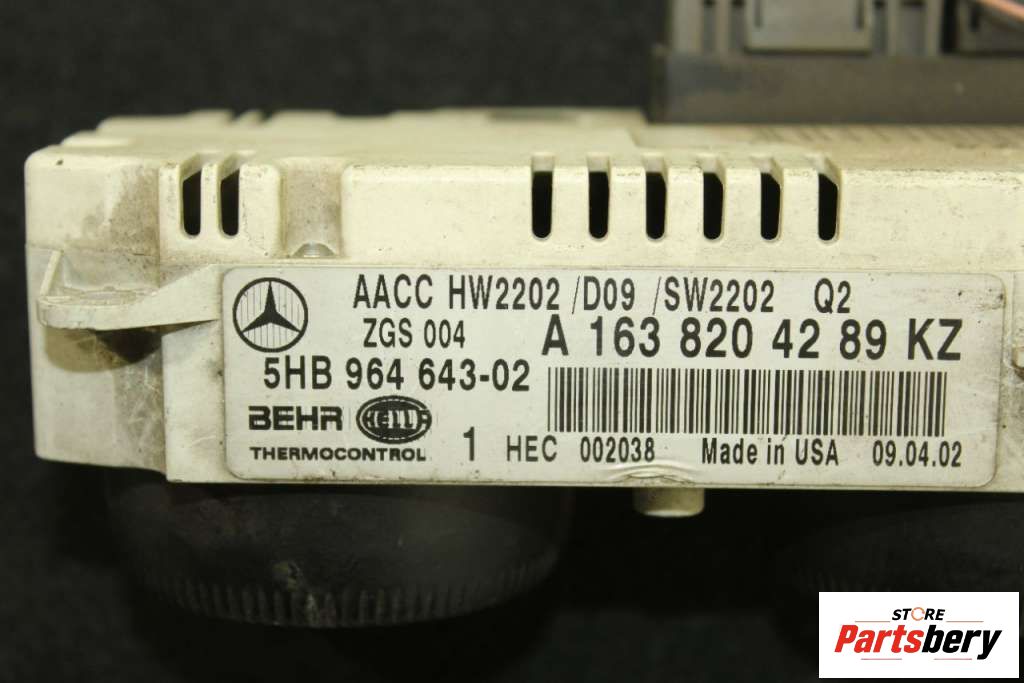 AACC HW2202 /D09 /SW2202 Q2
ZGS 004 A 163 820 42 89 KZ
5HB 964 643-02
BEHR HELLA
THERMOCONTROL 1 HEC 002038 Made in USA 09.04.02
STORE
Partsbery